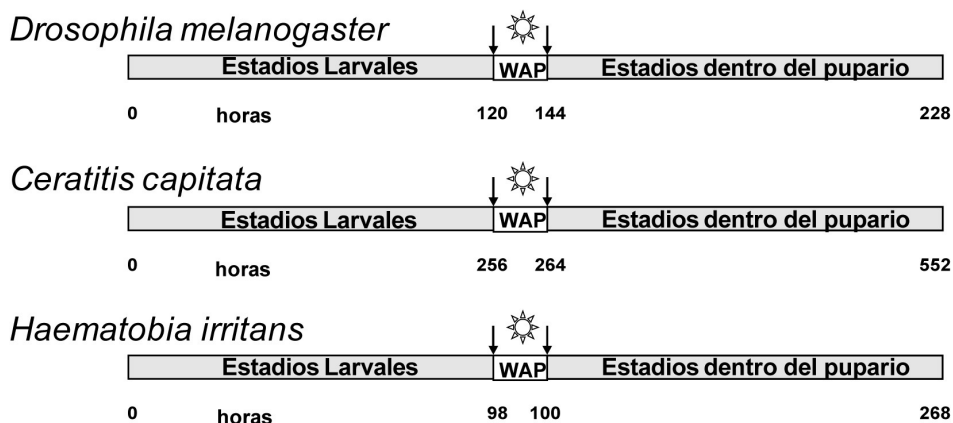 Drosophila melanogaster
Estadios Larvales WAP Estadios dentro del pupario
0 horas 120 144 228
Ceratitis capitata
Estadios Larvales WAP Estadios dentro del pupario
0 horas 256 264 552
Haematobia irritans
Estadios Larvales WAP Estadios dentro del pupario
0 horas 98 100 268